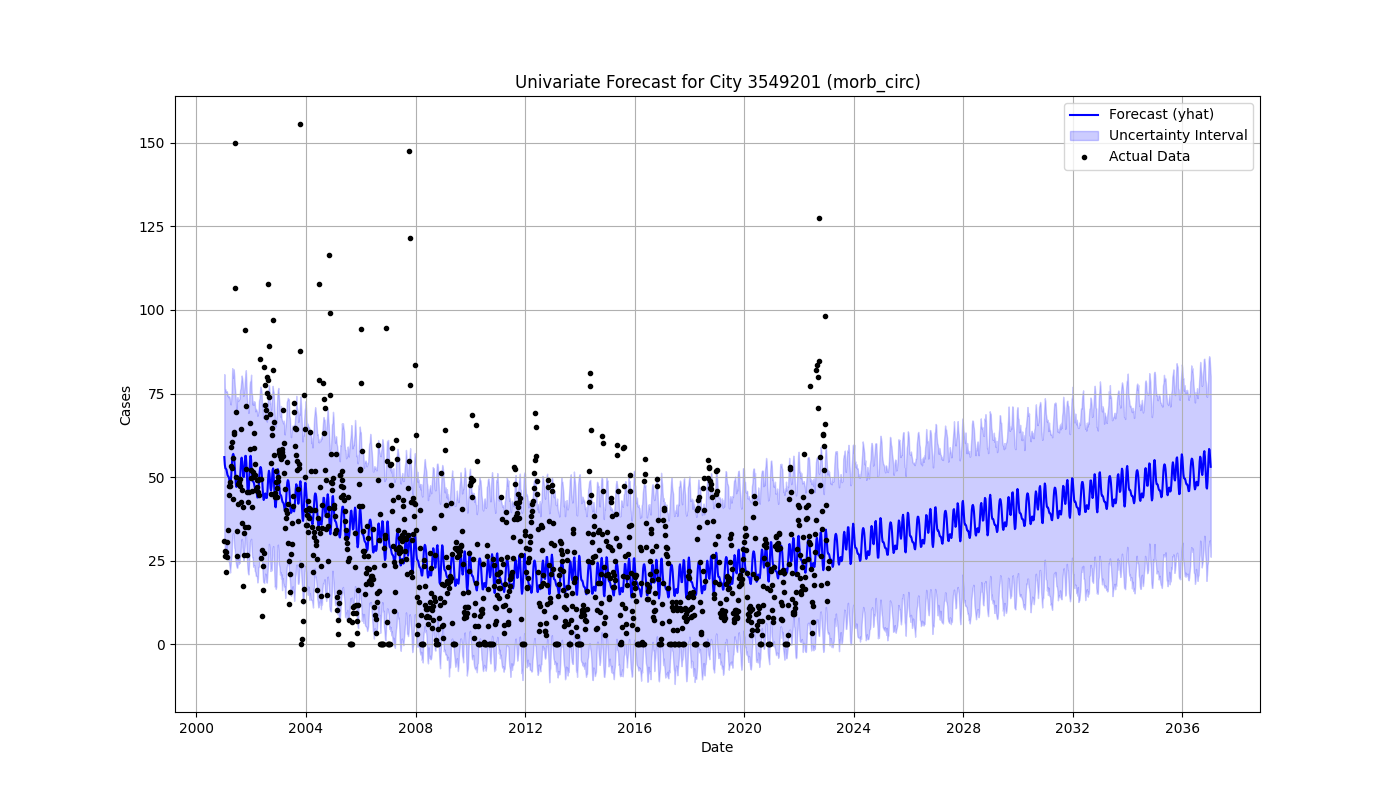 Univariate Forecast for City 3549201 (morb_circ)
Forecast (yhat)
Uncertainty Interval
Actual Data
150
125
100
75
50
25
0
Cases
2000 2004 2008 2012 2016 2020 2024 2028 2032 2036
Date